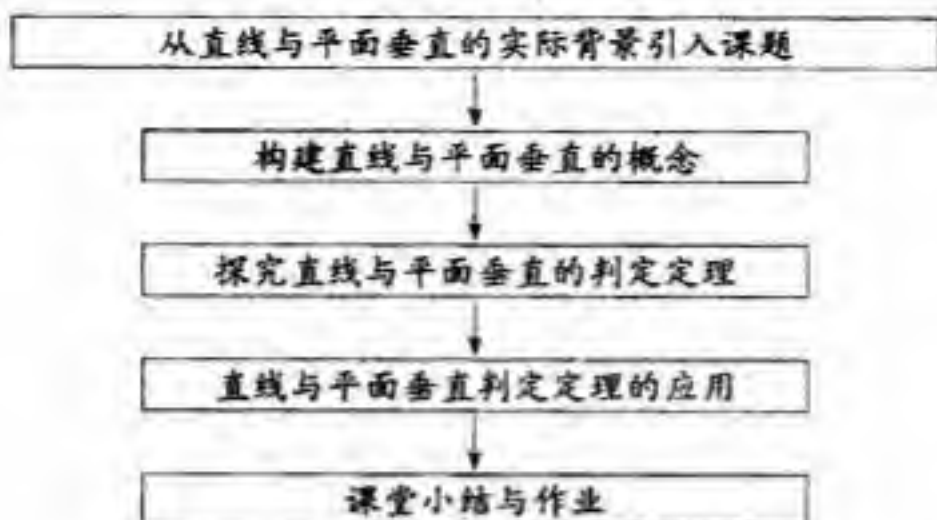 从直线与平面垂直的实际背景引入课题
构建直线与平面垂直的概念
探究直线与平面垂直的判定定理
直线与平面垂直判定定理的应用
课堂小结与作业